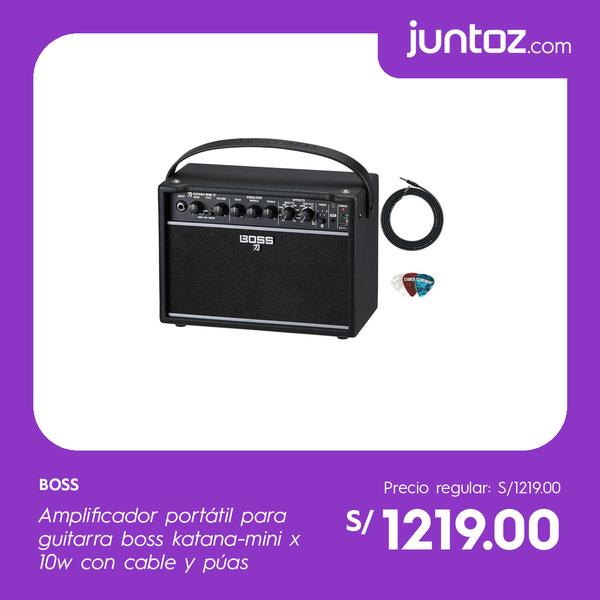 juntoz.com
BOSS
BOSS
Amplificador portátil para
guitarra boss katana-mini x
10w con cable y púas
Precio regular: S/1219.00
S/ 1219.00